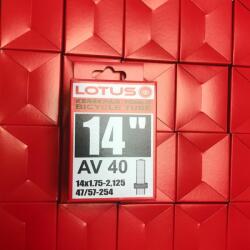 LOTUS
BICYCLE TUBE
14"
AV 40
14x1.75-2,125
47/57-254